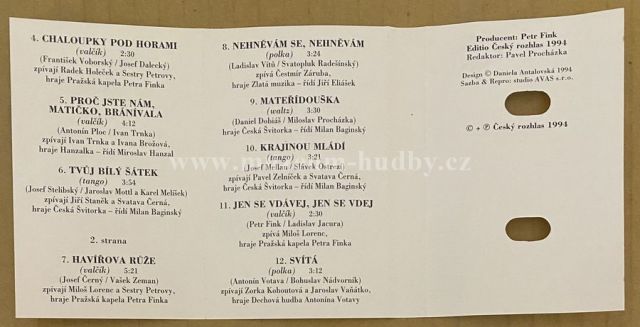 4. CHALOUPKY POD HORAMI
(valčík) 2:30
(František Voborský / Josef Dalecký)
zpívají Radek Holeček a Sestry Petrovy,
hraje Pražská kapela Petra Finka
5. PROČ JSTE NÁM,
MATIČKO, BRÁNÍVALA
(valčík) 4:12
(Antonín Ploc / Ivan Trnka)
zpívají Ivan Trnka a Ivana Brožová,
hraje Hanzalka – řídí Miroslav Hanzal
6. TVŮJ BÍLÝ ŠÁTEK
(tango) 3:54
(Josef Stelibský / Jaroslav Mottl a Karel Melíšek)
zpívají Jiří Staněk a Svatava Černá,
hraje Česká Švitorka – řídí Milan Baginský
2. strana
7. HAVÍŘOVA RŮŽE
(valčík) 5:21
(Josef Černý / Vašek Zeman)
zpívají Miloš Lorenc a Sestry Petrovy,
hraje Pražská kapela Petra Finka
8. NEHNĚVÁM SE, NEHNĚVÁM
(polka) 3:24
(Ladislav Vitů / Svatopluk Radešínský)
zpívá Čestmír Záruba,
hraje Zlatá muzika – řídí Jiří Eliášek
9. MATEŘÍDOUŠKA
(waltz) 3:30
(Daniel Dobiáš / Miloslav Procházka)
hraje Česká Švitorka – řídí Milan Baginský
10. KRAJINOU MLÁDÍ
(tango) 3:21
(Josef Mellan / Slávek Ostrezí)
zpívají Pavel Zelníček a Svatava Černá,
hraje Česká Švitorka – řídí Milan Baginský
11. JEN SE VDÁVEJ, JEN SE VDEJ
(valčík) 2:30
(Petr Fink / Ladislav Jacura)
zpívá Miloš Lorenc,
hraje Pražská kapela Petra Finka
12. SVÍTÁ
(polka) 3:12
(Antonín Votava / Bohuslav Nádvorník)
zpívají Zorka Kohoutová a Jaroslav Vaňátko,
hraje Dechová hudba Antonína Votavy
Producent: Petr Fink
Editio Český rozhlas 1994
Redaktor: Pavel Procházka
Design © Daniela Antalovská 1994
Sazba & Repro: studio AVAS s.r.o.
© + ℗ Český rozhlas 1994